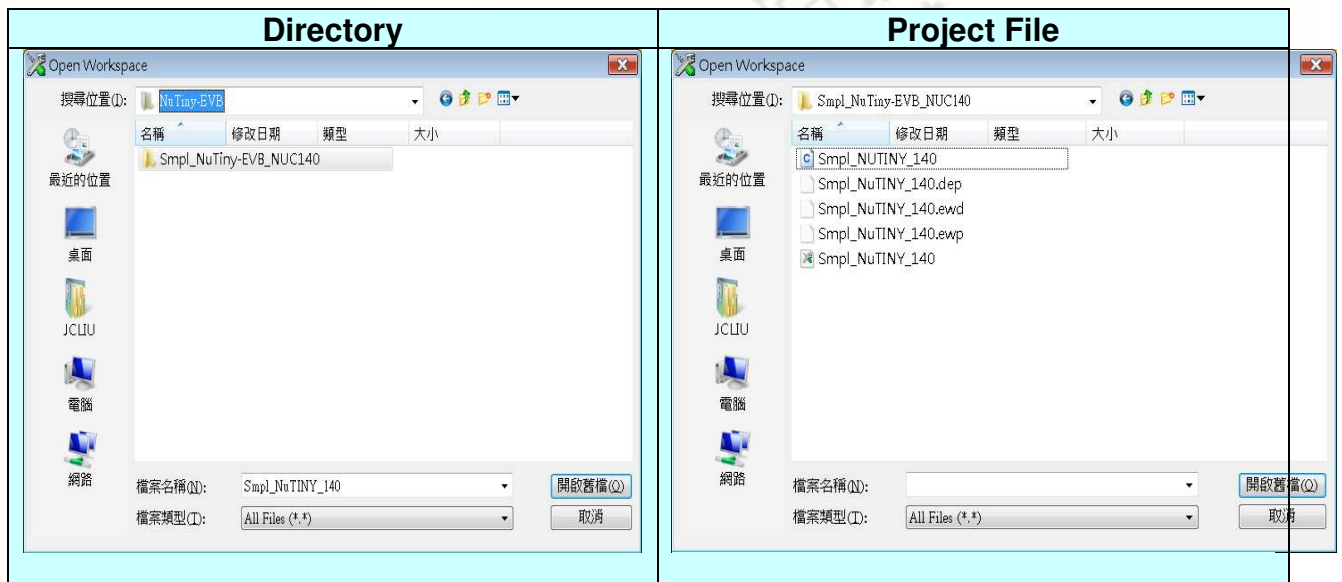 Directory
Project File
Open Workspace
搜尋位置(I): NuTiny-EVB
名稱 修改日期 類型 大小
Smpl_NuTiny-EVB_NUC140
最近的位置
桌面
JCLIU
電腦
網路
檔案名稱(N): Smpl_NuTINY_140 開啟舊檔(O)
檔案類型(T): All Files (*.*) 取消
Open Workspace
搜尋位置(I): Smpl_NuTiny-EVB_NUC140
名稱 修改日期 類型 大小
Smpl_NUTINY_140
Smpl_NuTINY_140.dep
Smpl_NuTINY_140.ewd
Smpl_NuTINY_140.ewp
Smpl_NuTINY_140
最近的位置
桌面
JCLIU
電腦
網路
檔案名稱(N): 開啟舊檔(O)
檔案類型(T): All Files (*.*) 取消